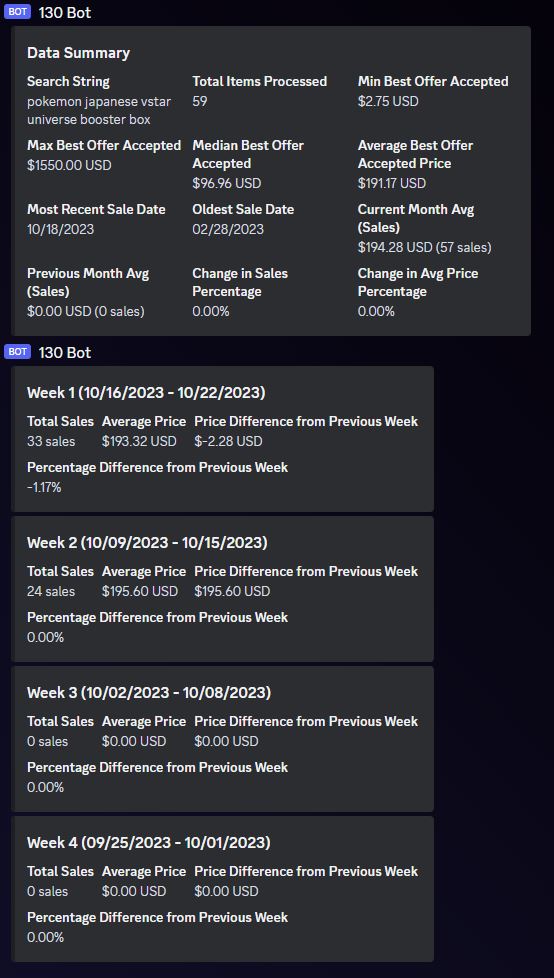 BOT 130 Bot
Data Summary
Search String Total Items Processed Min Best Offer Accepted
pokemon japanese vstar 59 $2.75 USD
universe booster box
Max Best Offer Accepted Median Best Offer Average Best Offer
$1550.00 USD Accepted Accepted Price
$96.96 USD $191.17 USD
Most Recent Sale Date Oldest Sale Date Current Month Avg
10/18/2023 02/28/2023 (Sales)
$194.28 USD (57 sales)
Previous Month Avg Change in Sales Change in Avg Price
(Sales) Percentage Percentage
$0.00 USD (0 sales) 0.00% 0.00%
BOT 130 Bot
Week 1 (10/16/2023 - 10/22/2023)
Total Sales Average Price Price Difference from Previous Week
33 sales $193.32 USD $-2.28 USD
Percentage Difference from Previous Week
-1.17%
Week 2 (10/09/2023 - 10/15/2023)
Total Sales Average Price Price Difference from Previous Week
24 sales $195.60 USD $195.60 USD
Percentage Difference from Previous Week
0.00%
Week 3 (10/02/2023 - 10/08/2023)
Total Sales Average Price Price Difference from Previous Week
0 sales $0.00 USD $0.00 USD
Percentage Difference from Previous Week
0.00%
Week 4 (09/25/2023 - 10/01/2023)
Total Sales Average Price Price Difference from Previous Week
0 sales $0.00 USD $0.00 USD
Percentage Difference from Previous Week
0.00%